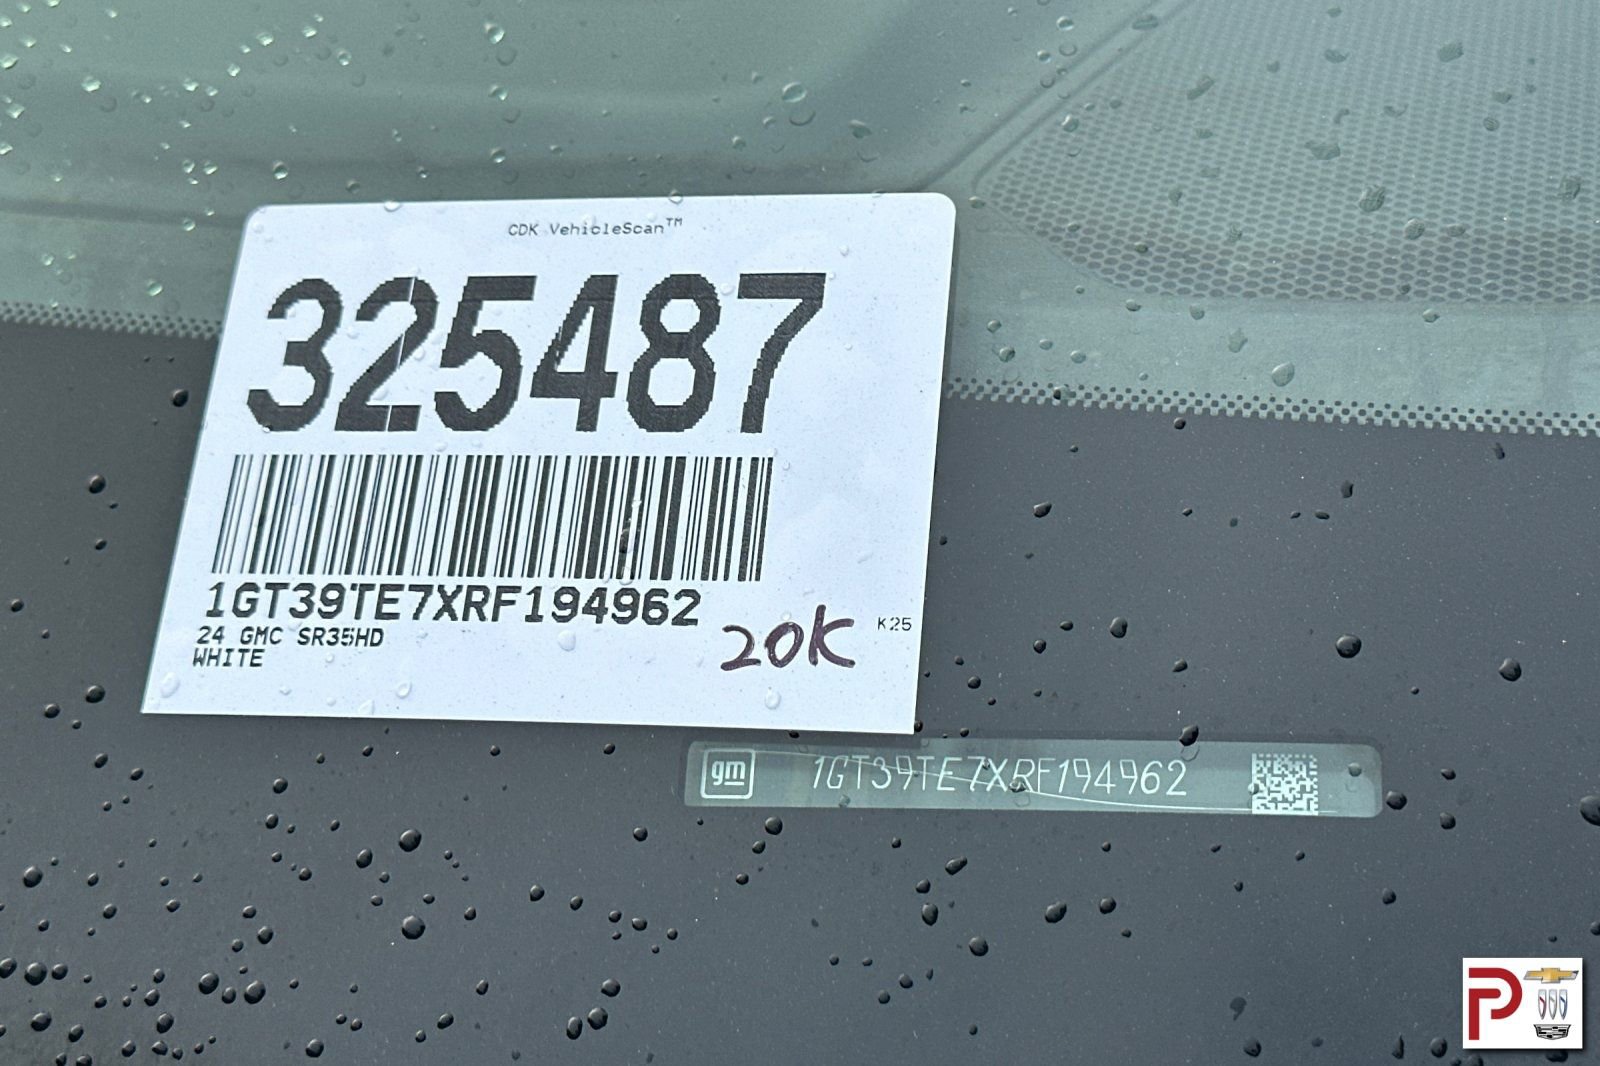 CDK VehicleScan™
325487
1GT39TE7XRF194962
24 GMC SR35HD
WHITE
20K
K25
gm 1GT39TE7XRF194962
P